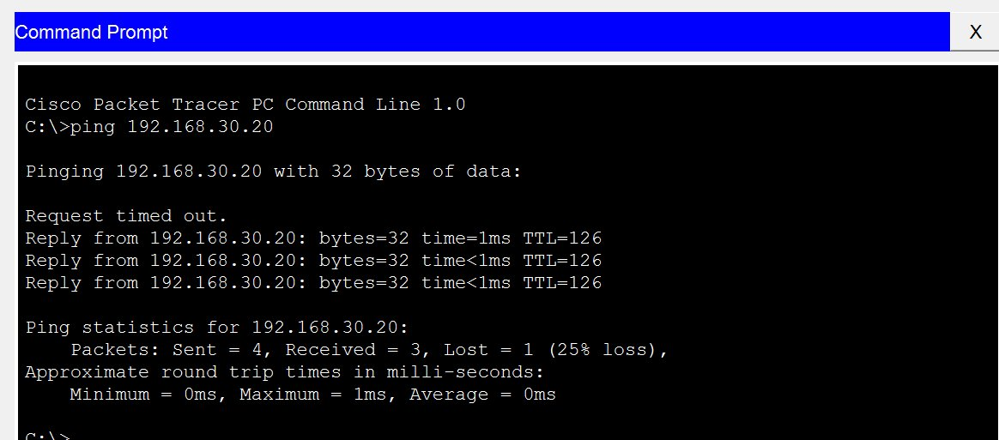 Command Prompt
X
Cisco Packet Tracer PC Command Line 1.0
C:\>ping 192.168.30.20
Pinging 192.168.30.20 with 32 bytes of data:
Request timed out.
Reply from 192.168.30.20: bytes=32 time=1ms TTL=126
Reply from 192.168.30.20: bytes=32 time<1ms TTL=126
Reply from 192.168.30.20: bytes=32 time<1ms TTL=126
Ping statistics for 192.168.30.20:
Packets: Sent = 4, Received = 3, Lost = 1 (25% loss),
Approximate round trip times in milli-seconds:
Minimum = 0ms, Maximum = 1ms, Average = 0ms
C:\>